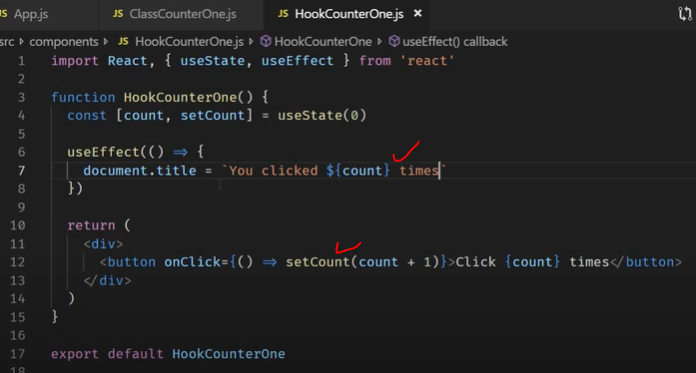 JS App.js JS ClassCounterOne.js JS HookCounterOne.js ×
src › components › JS HookCounterOne.js › HookCounterOne › useEffect() callback
1 import React, { useState, useEffect } from 'react'
2
3 function HookCounterOne() {
4 const [count, setCount] = useState(0)
5
6 useEffect(() ⇒ {
7 document.title = `You clicked ${count} times`
8 })
9
10 return (
11 <div>
12 <button onClick={() ⇒ setCount(count + 1)}>Click {count} times</button>
13 </div>
14 )
15 }
16
17 export default HookCounterOne
18